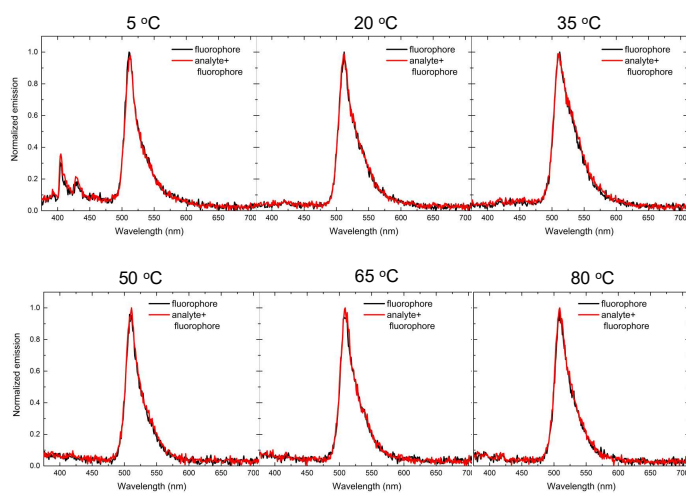 5 °C
20 °C
35 °C
Normalized emission
1.0
0.8
0.6
0.4
0.2
0.0
fluorophore
analyte+
fluorophore
fluorophore
analyte+
fluorophore
fluorophore
analyte+
fluorophore
400 450 500 550 600 650 700
400 450 500 550 600 650 700
400 450 500 550 600 650 700
Wavelength (nm)
Wavelength (nm)
Wavelength (nm)
50 °C
65 °C
80 °C
Normalized emission
1.0
0.8
0.6
0.4
0.2
0.0
fluorophore
analyte+
fluorophore
fluorophore
analyte+
fluorophore
fluorophore
analyte+
fluorophore
400 450 500 550 600 650 700
400 450 500 550 600 650 700
400 450 500 550 600 650 700
Wavelength (nm)
Wavelength (nm)
Wavelength (nm)